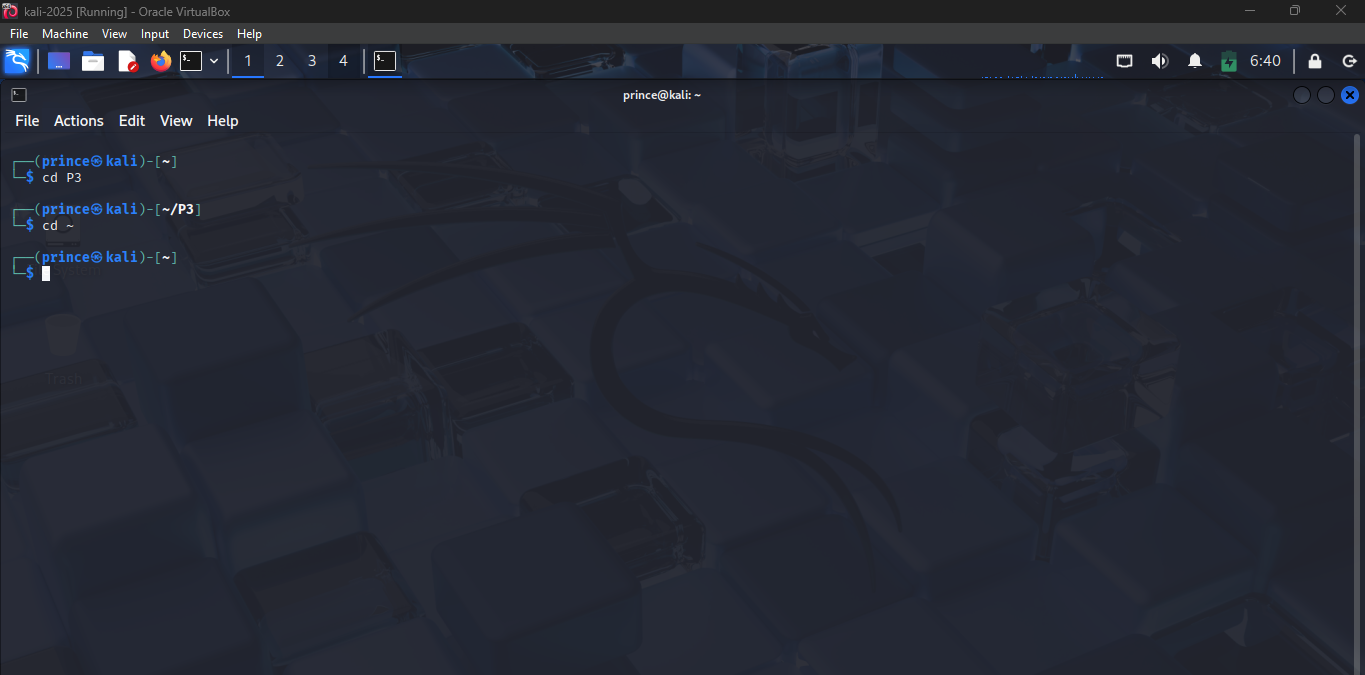 kali-2025 [Running] - Oracle VirtualBox
File Machine View Input Devices Help
1 2 3 4 6:40
prince@kali: ~
File Actions Edit View Help
┌──(prince㉿kali)-[~]
└─$ cd P3
┌──(prince㉿kali)-[~/P3]
└─$ cd ~
┌──(prince㉿kali)-[~]
└─$
Trash